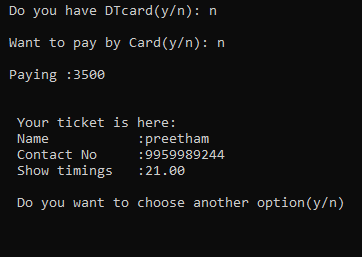 Do you have DTcard(y/n): n
Want to pay by Card(y/n): n
Paying :3500
Your ticket is here:
Name :preetham
Contact No :9959989244
Show timings :21.00
Do you want to choose another option(y/n)